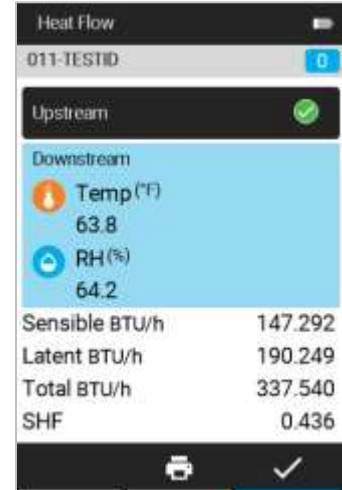 Heat Flow
011-TESTID 0
Upstream
Downstream
Temp (°F)
63.8
RH (%)
64.2
Sensible BTU/h 147.292
Latent BTU/h 190.249
Total BTU/h 337.540
SHF 0.436